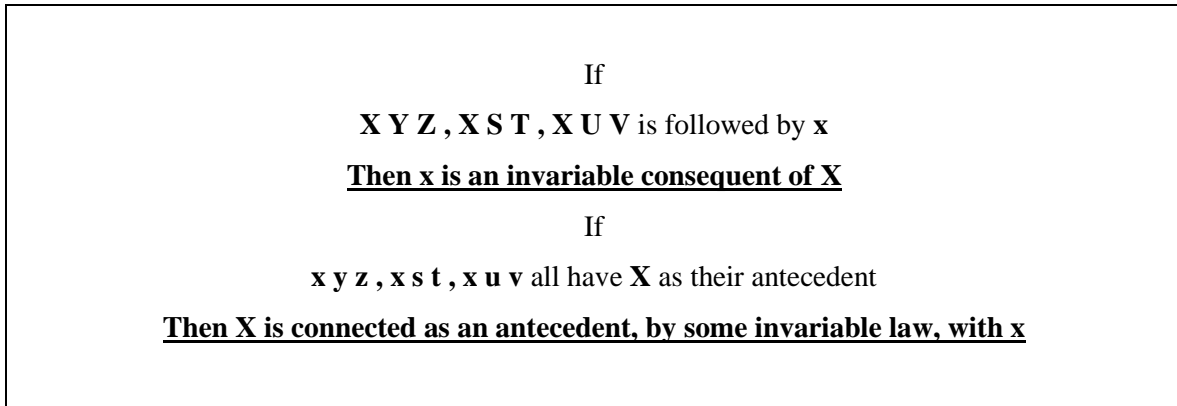 If
X Y Z , X S T , X U V is followed by x
Then x is an invariable consequent of X
If
x y z , x s t , x u v all have X as their antecedent
Then X is connected as an antecedent, by some invariable law, with x